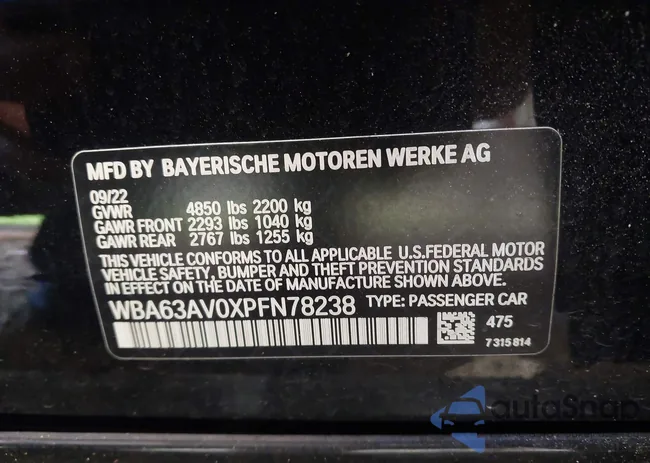 MFD BY BAYERISCHE MOTOREN WERKE AG
09/22
GVWR 4850 lbs 2200 kg
GAWR FRONT 2293 lbs 1040 kg
GAWR REAR 2767 lbs 1255 kg
THIS VEHICLE CONFORMS TO ALL APPLICABLE U.S.FEDERAL MOTOR
VEHICLE SAFETY, BUMPER AND THEFT PREVENTION STANDARDS
IN EFFECT ON THE DATE OF MANUFACTURE SHOWN ABOVE.
WBA63AV0XPFN78238 TYPE: PASSENGER CAR
475
7315814
autoSnap